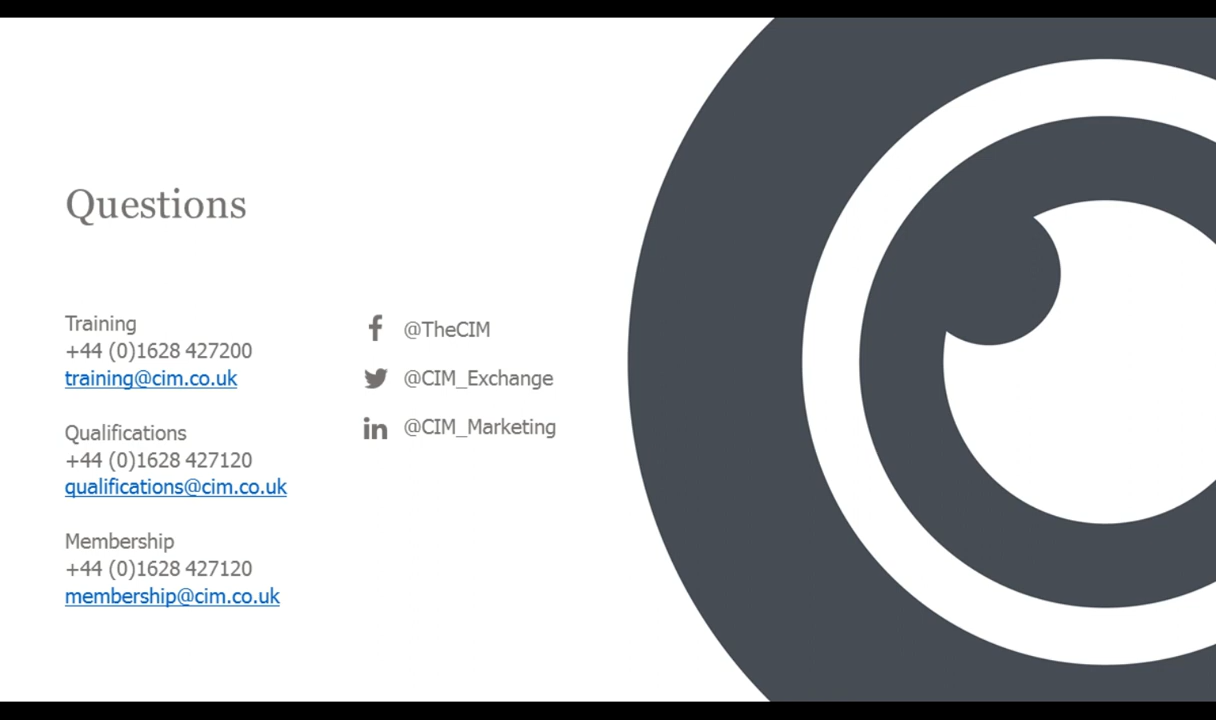 Questions
Training
+44 (0)1628 427200
training@cim.co.uk
Qualifications
+44 (0)1628 427120
qualifications@cim.co.uk
Membership
+44 (0)1628 427120
membership@cim.co.uk
@TheCIM
@CIM_Exchange
@CIM_Marketing